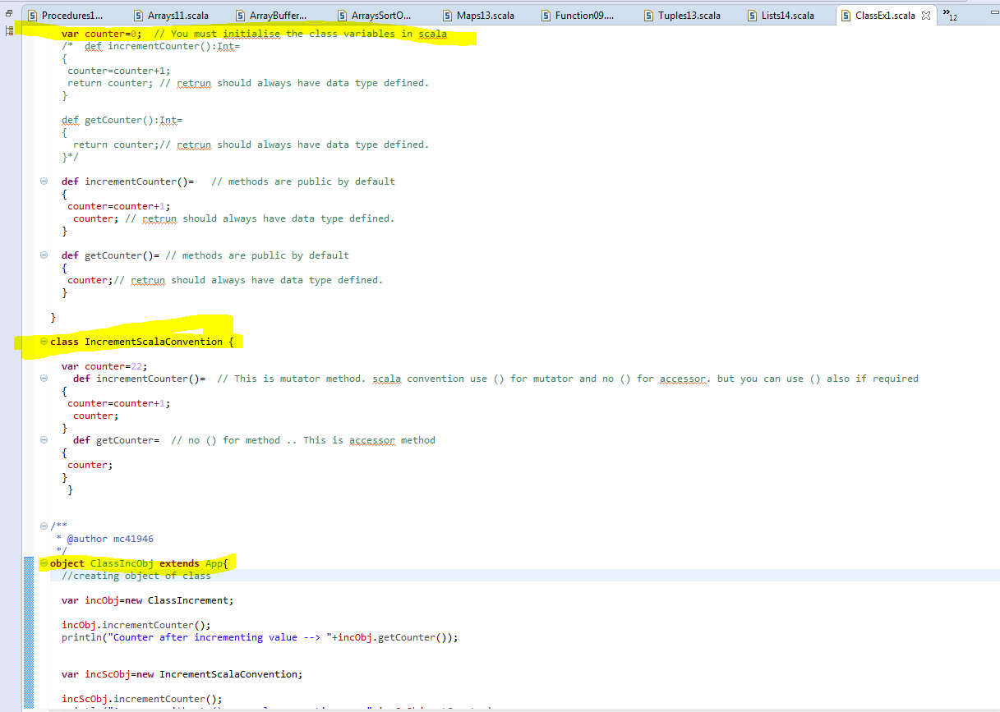 Procedures1... Arrays11.scala ArrayBuffer... ArraysSortO... Maps13.scala Function09.... Tuples13.scala Lists14.scala ClassEx1.scala »12
var counter=0;  // You must initialise the class variables in scala
/*  def incrementCounter():Int=
{
counter=counter+1;
return counter; // retrun should always have data type defined.
}
def getCounter():Int=
{
return counter;// retrun should always have data type defined.
}*/
def incrementCounter()=   // methods are public by default
{
counter=counter+1;
counter; // retrun should always have data type defined.
}
def getCounter()= // methods are public by default
{
counter;// retrun should always have data type defined.
}
}
class IncrementScalaConvention {
var counter=22;
def incrementCounter()=  // This is mutator method. scala convention use () for mutator and no () for accessor. but you can use () also if required
{
counter=counter+1;
counter;
}
def getCounter=  // no () for method .. This is accessor method
{
counter;
}
}
/**
* @author mc41946
*/
object ClassIncObj extends App{
//creating object of class
var incObj=new ClassIncrement;
incObj.incrementCounter();
println("Counter after incrementing value --> "+incObj.getCounter());
var incScObj=new IncrementScalaConvention;
incScObj.incrementCounter();